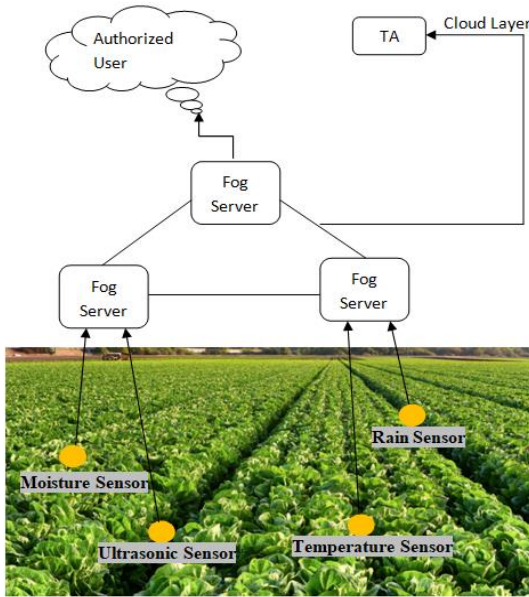 Authorized
User
TA
Cloud Layer
Fog
Server
Fog
Server
Fog
Server
Rain Sensor
Moisture Sensor
Ultrasonic Sensor
Temperature Sensor